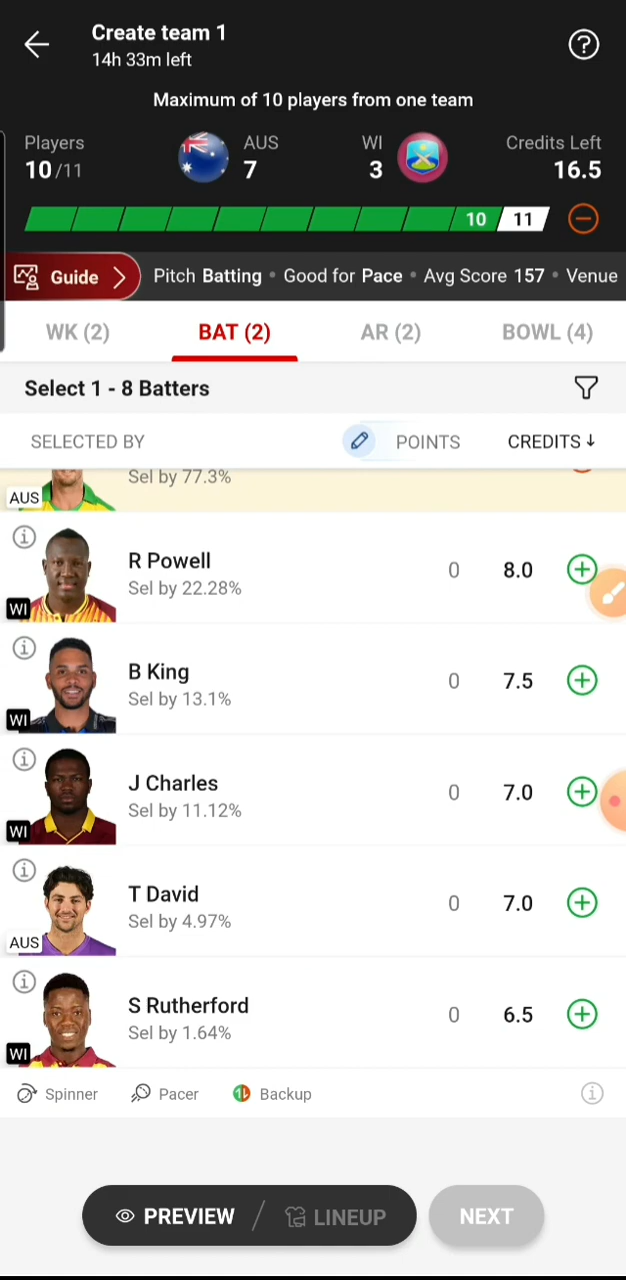 Create team 1
14h 33m left
Maximum of 10 players from one team
Players
10/11
AUS
7
WI
3
Credits Left
16.5
10
11
Guide
Pitch Batting • Good for Pace • Avg Score 157 • Venue
WK (2)
BAT (2)
AR (2)
BOWL (4)
Select 1 - 8 Batters
SELECTED BY
POINTS
CREDITS ↓
AUS
Sel by 77.3%
WI
R Powell
Sel by 22.28%
0
8.0
WI
B King
Sel by 13.1%
0
7.5
WI
J Charles
Sel by 11.12%
0
7.0
AUS
T David
Sel by 4.97%
0
7.0
WI
S Rutherford
Sel by 1.64%
0
6.5
Spinner
Pacer
Backup
PREVIEW
LINEUP
NEXT